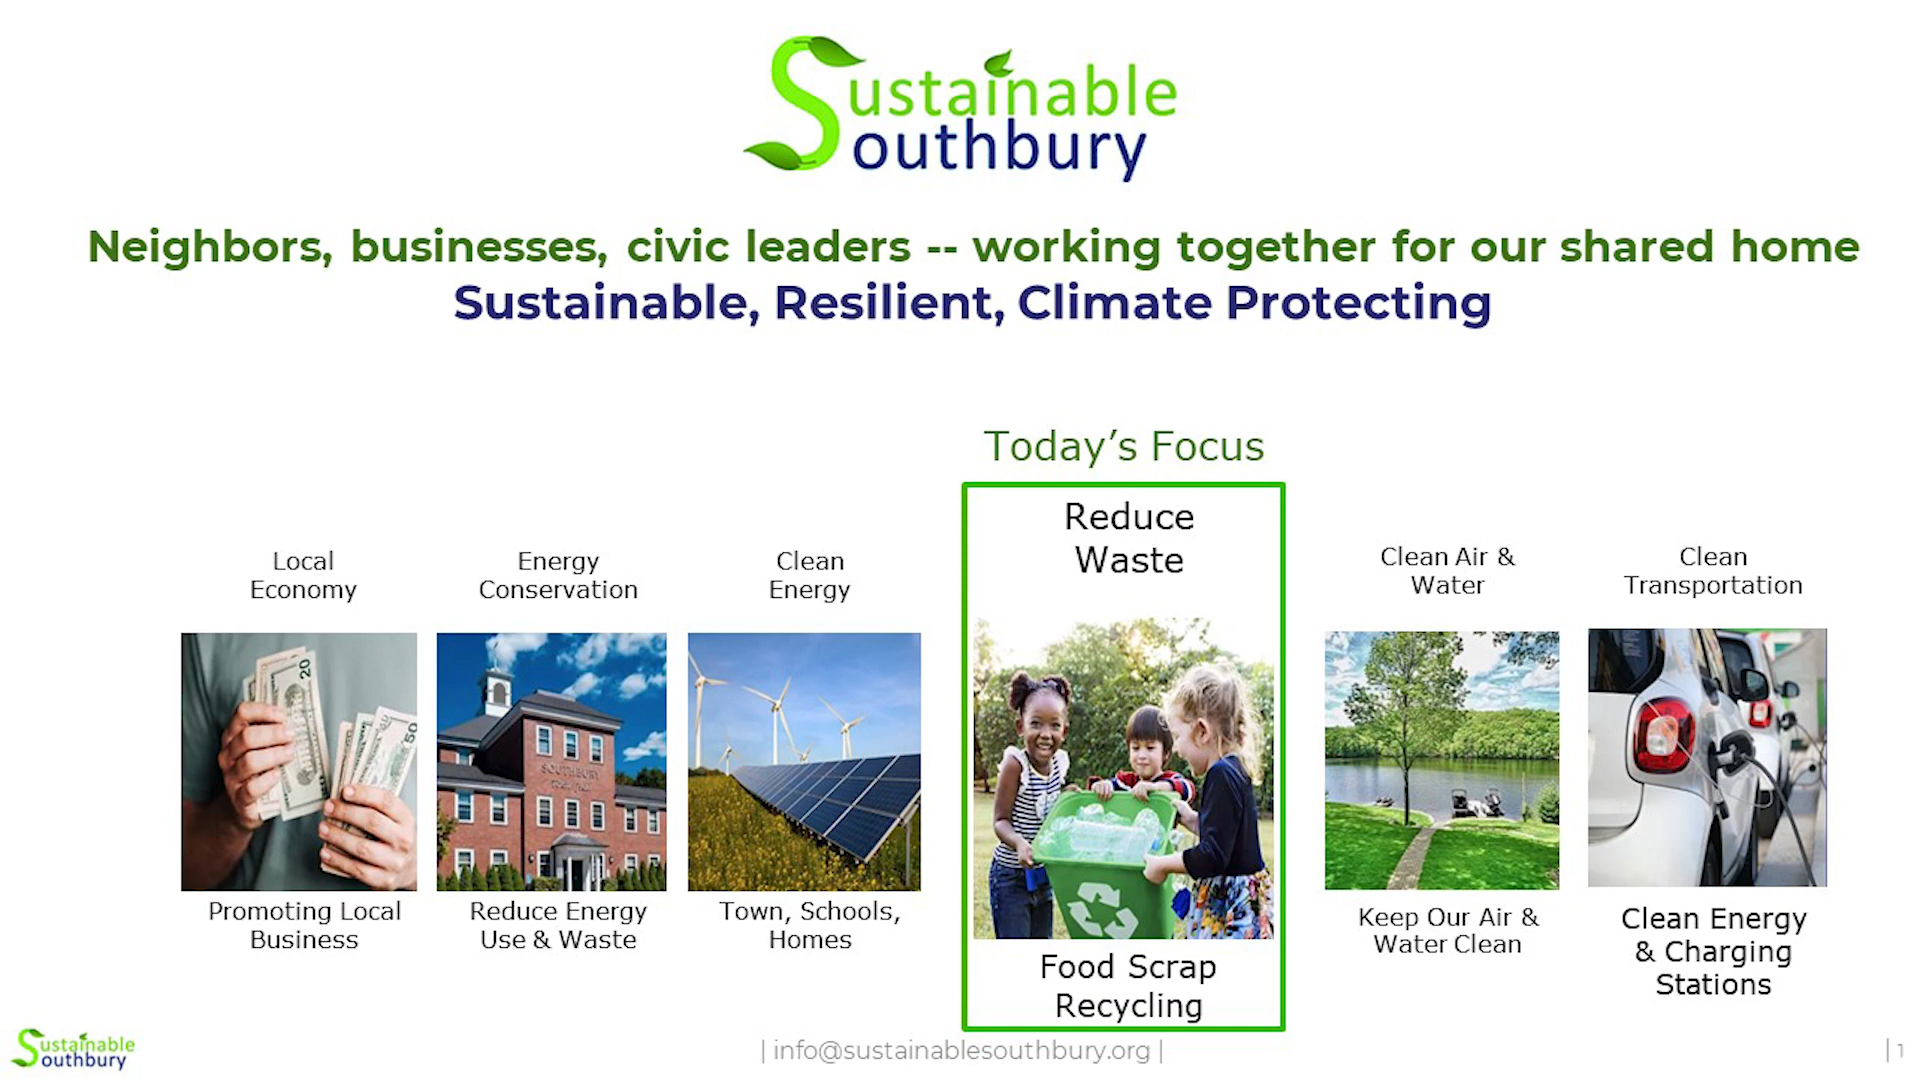 Sustainable
Southbury
Neighbors, businesses, civic leaders -- working together for our shared home
Sustainable, Resilient, Climate Protecting
Today's Focus
Local
Economy
Promoting Local
Business
Energy
Conservation
SOUTHBURY
Reduce Energy
Use & Waste
Clean
Energy
Town, Schools,
Homes
Reduce
Waste
Food Scrap
Recycling
Clean Air &
Water
Keep Our Air &
Water Clean
Clean
Transportation
Clean Energy
& Charging
Stations
20
50
Sustainable
Southbury
| info@sustainablesouthbury.org |
| 1